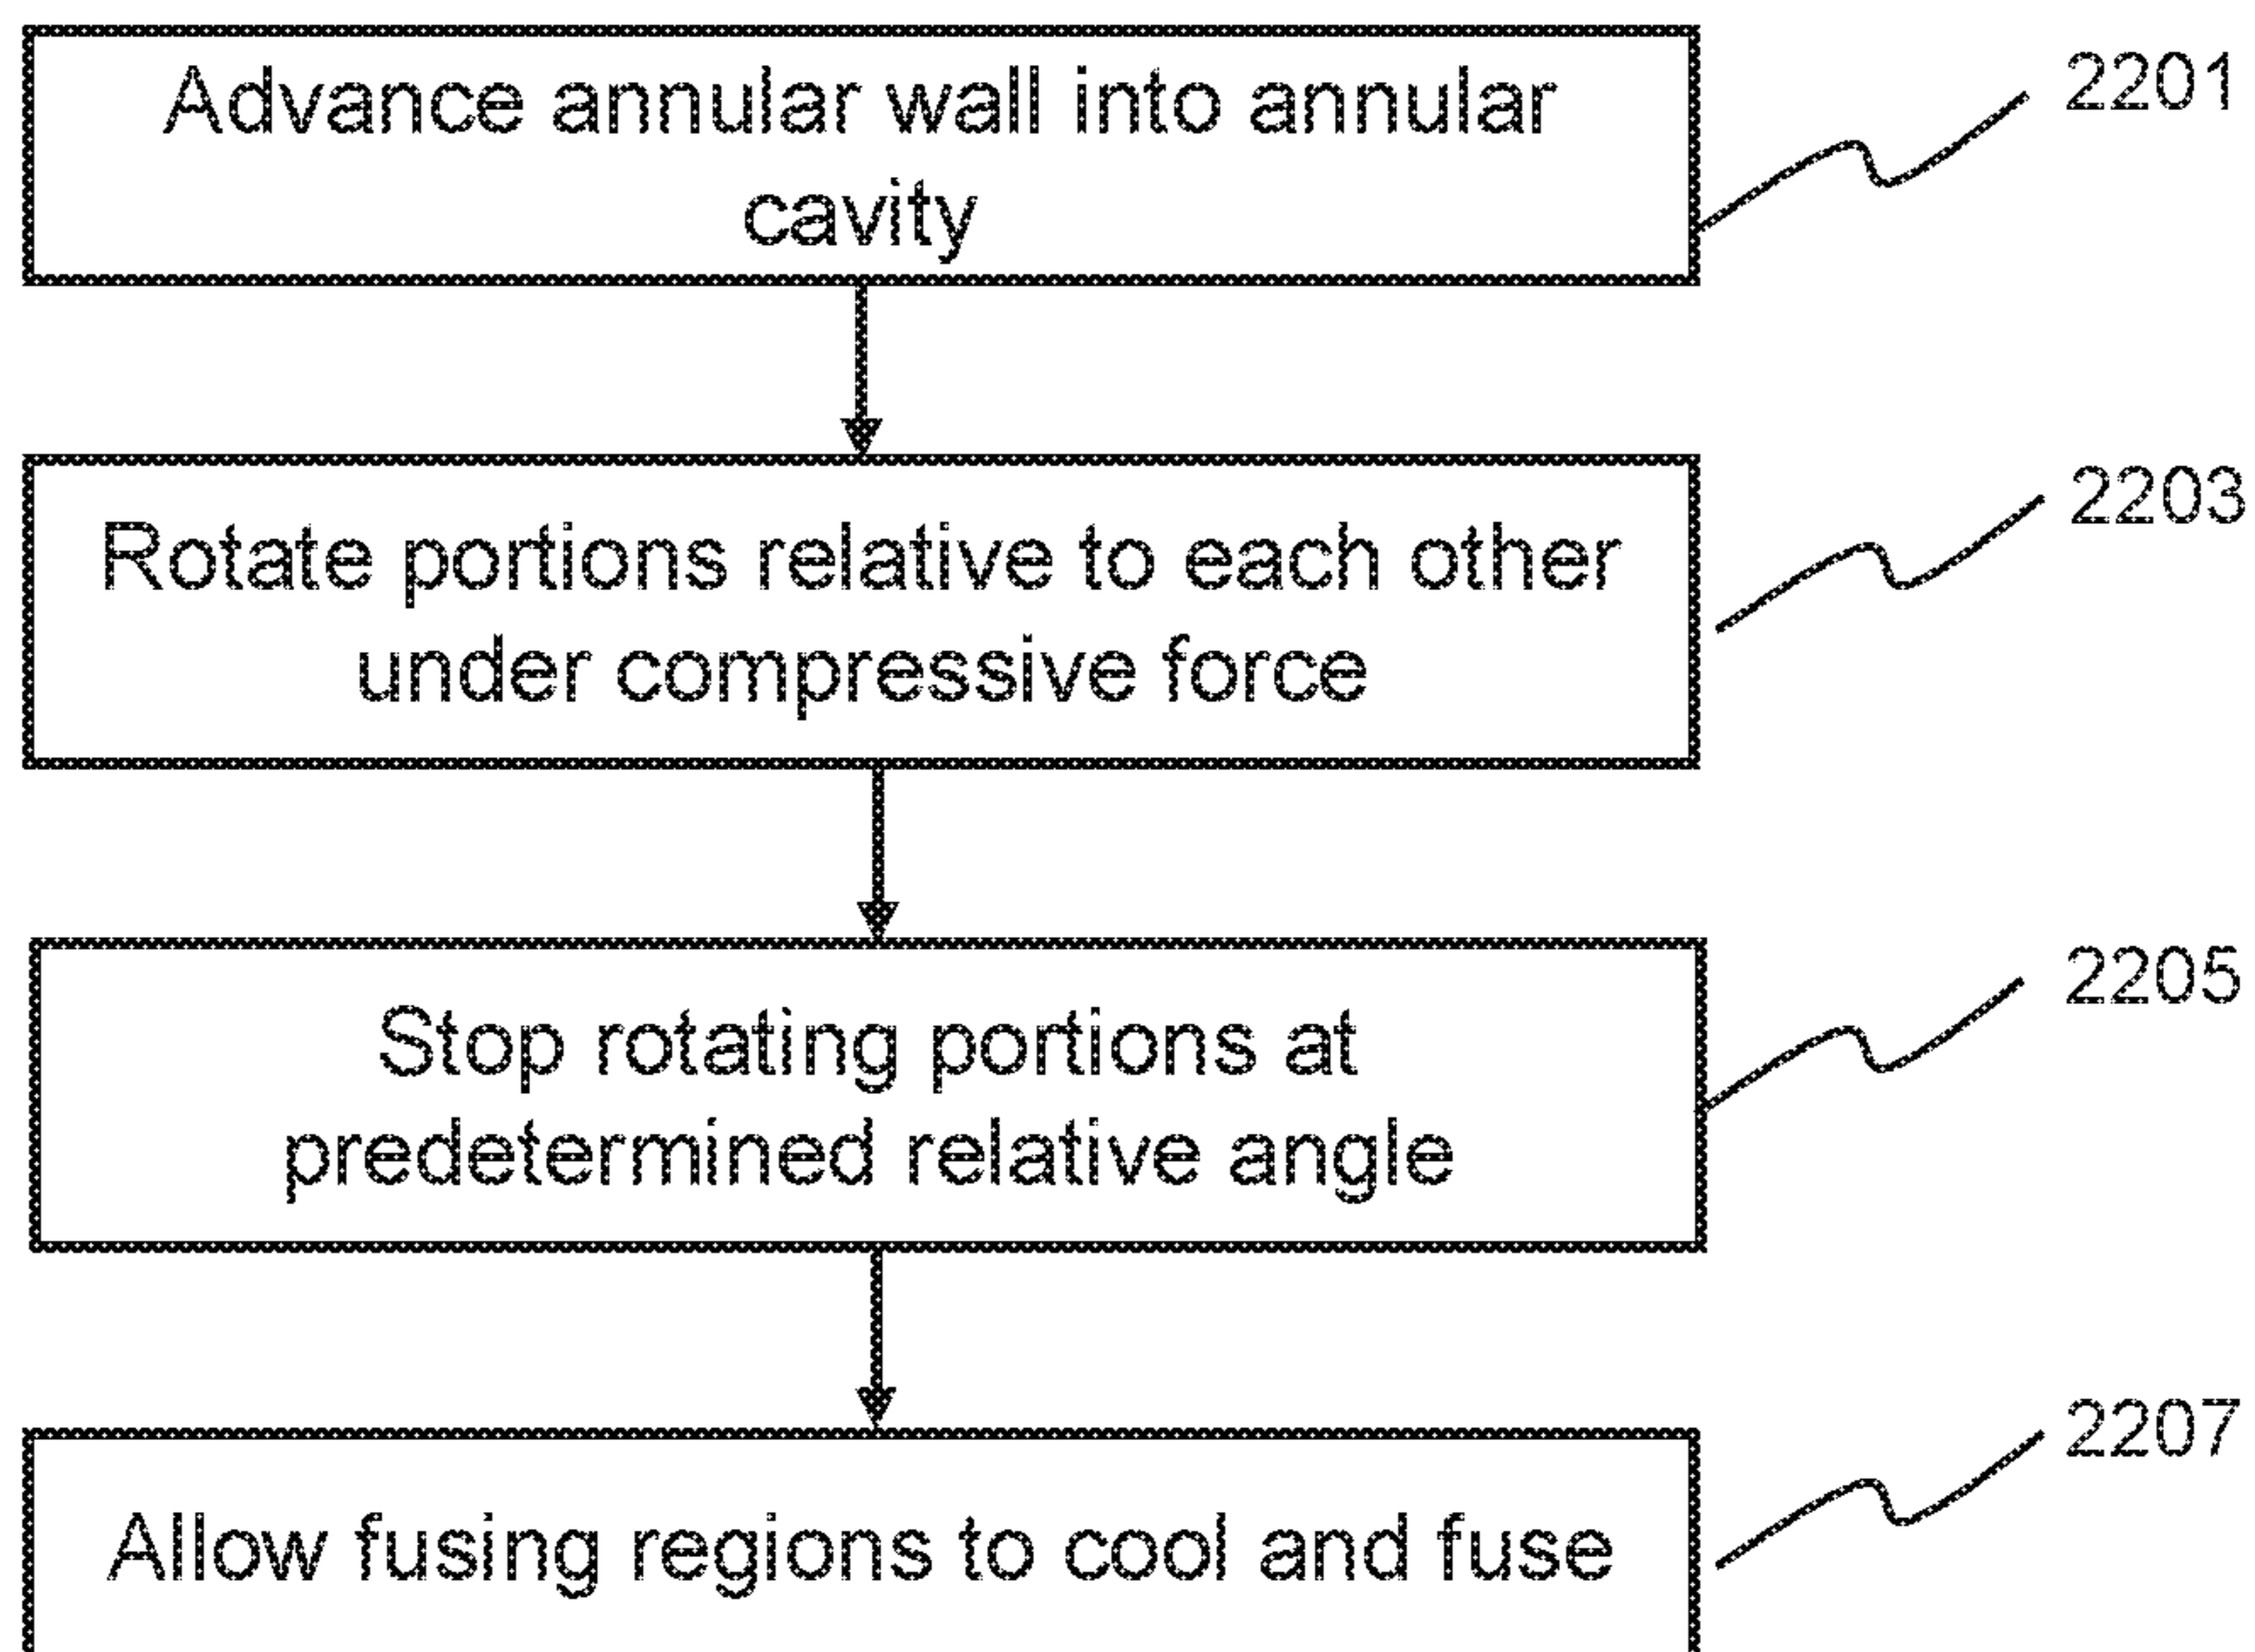 Advance annular wall into annular
cavity
2201
Rotate portions relative to each other
under compressive force
2203
Stop rotating portions at
predetermined relative angle
2205
Allow fusing regions to cool and fuse
2207